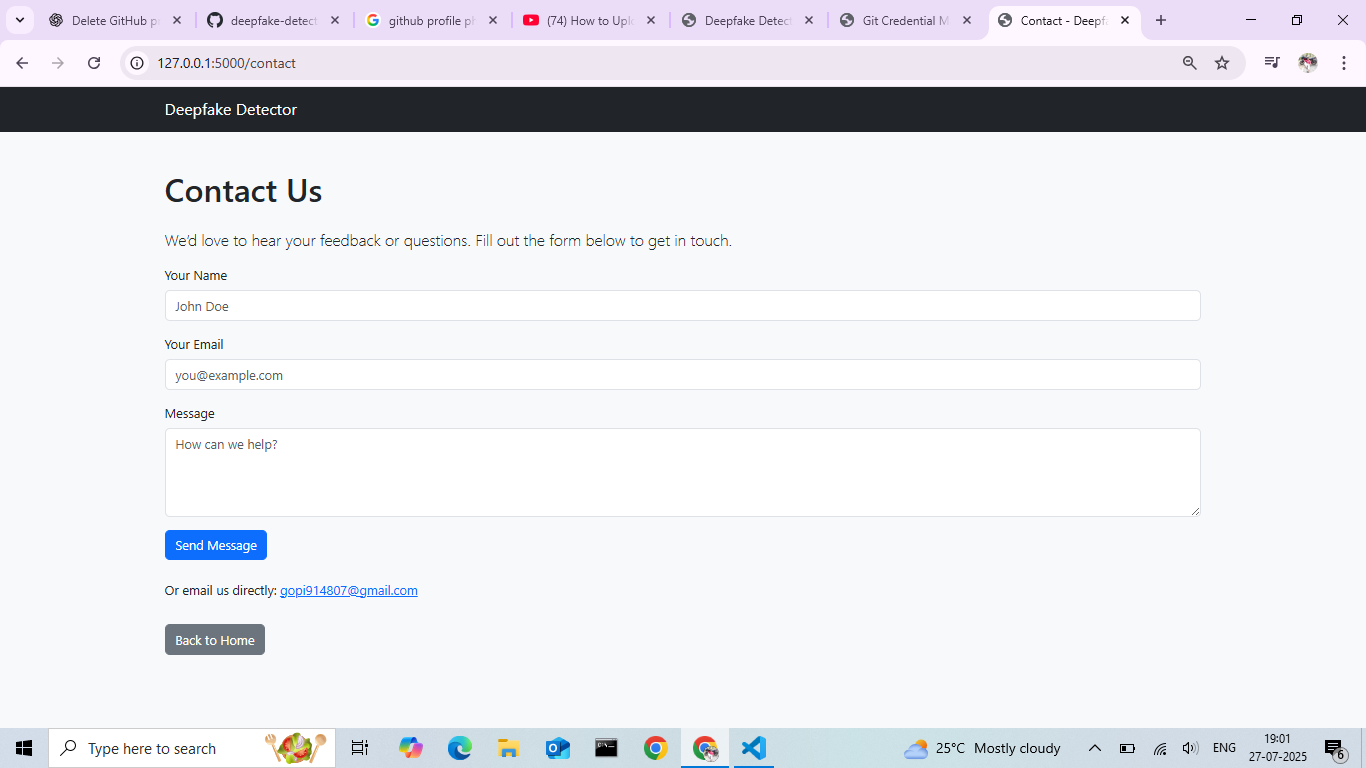 Delete GitHub p
deepfake-detect
github profile ph
(74) How to Uplo
Deepfake Detect
Git Credential M
Contact - Deepfa
127.0.0.1:5000/contact
Deepfake Detector
Contact Us
We'd love to hear your feedback or questions. Fill out the form below to get in touch.
Your Name
John Doe
Your Email
you@example.com
Message
How can we help?
Send Message
Or email us directly: gopi914807@gmail.com
Back to Home
Type here to search
25°C Mostly cloudy
ENG
19:01
27-07-2025
6